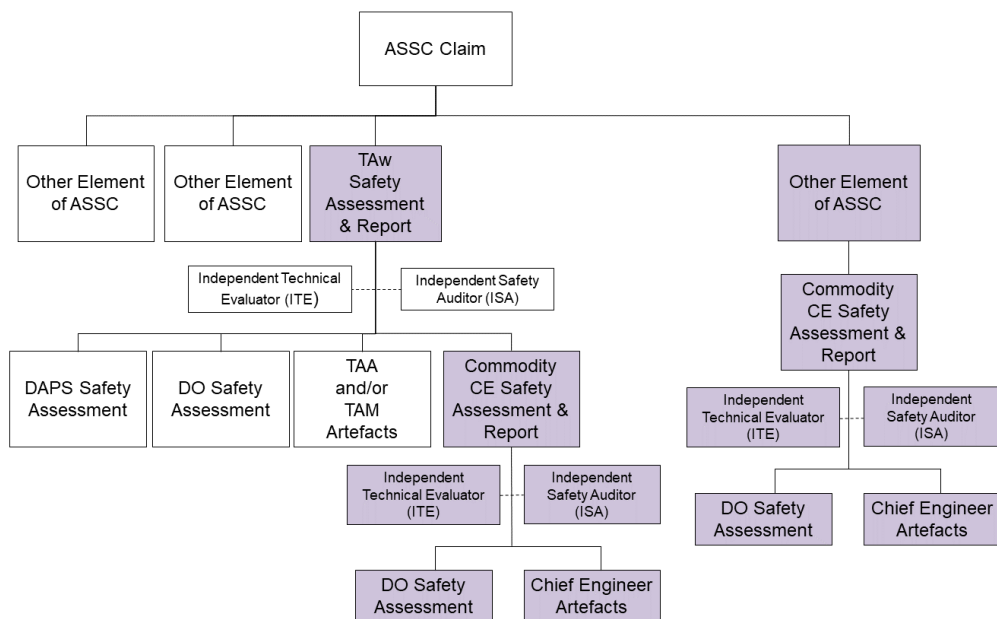 ASSC Claim
Other Element
of ASSC
Other Element
of ASSC
TAw
Safety
Assessment
& Report
Other Element
of ASSC
Independent Technical
Evaluator (ITE)
Independent Safety
Auditor (ISA)
DAPS Safety
Assessment
DO Safety
Assessment
TAA
and/or
TAM
Artefacts
Commodity
CE Safety
Assessment &
Report
Commodity
CE Safety
Assessment &
Report
Independent
Technical Evaluator
(ITE)
Independent
Safety Auditor
(ISA)
Independent
Technical Evaluator
(ITE)
Independent
Safety Auditor
(ISA)
DO Safety
Assessment
Chief Engineer
Artefacts
DO Safety
Assessment
Chief Engineer
Artefacts